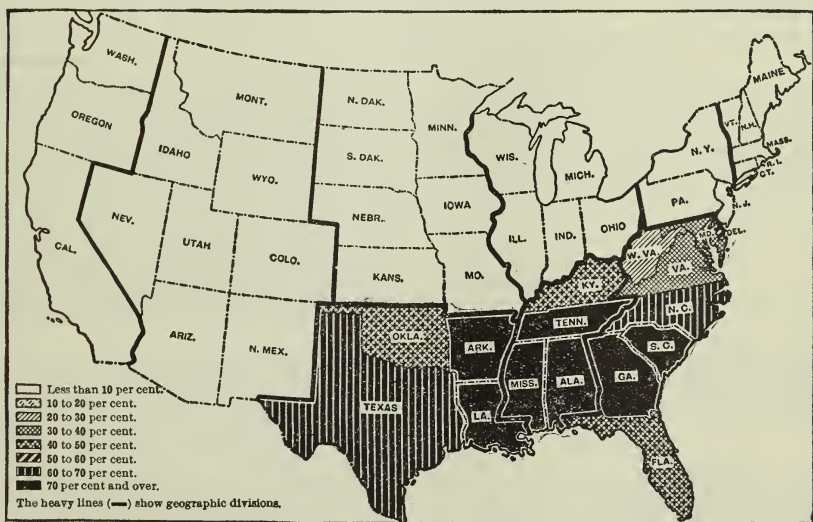 WASH.
OREGON
CAL.
NEV.
IDAHO
MONT.
WYO.
UTAH
COLO.
ARIZ.
N. MEX.
N. DAK.
S. DAK.
NEBR.
KANS.
OKLA.
TEXAS
MINN.
IOWA
MO.
ARK.
LA.
WIS.
ILL.
MICH.
IND.
OHIO
KY.
TENN.
MISS.
ALA.
GA.
FLA.
S. C.
N. C.
VA.
W. VA.
MD.
DEL.
PA.
N. J.
N. Y.
CT.
R. I.
MASS.
VT.
N. H.
MAINE
Less than 10 per cent.
10 to 20 per cent.
20 to 30 per cent.
30 to 40 per cent.
40 to 50 per cent.
50 to 60 per cent.
60 to 70 per cent.
70 per cent and over.
The heavy lines (▬) show geographic divisions.